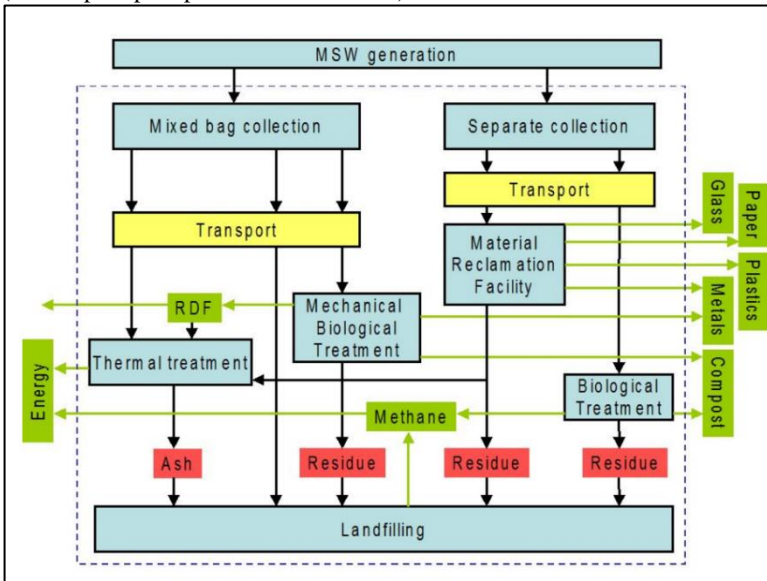 MSW generation
Mixed bag collection
Separate collection
Transport
Glass
Paper
Transport
Material
Reclamation
Facility
Plastics
Metals
RDF
Mechanical
Biological
Treatment
Thermal treatment
Energy
Compost
Biological
Treatment
Methane
Ash
Residue
Residue
Residue
Landfilling